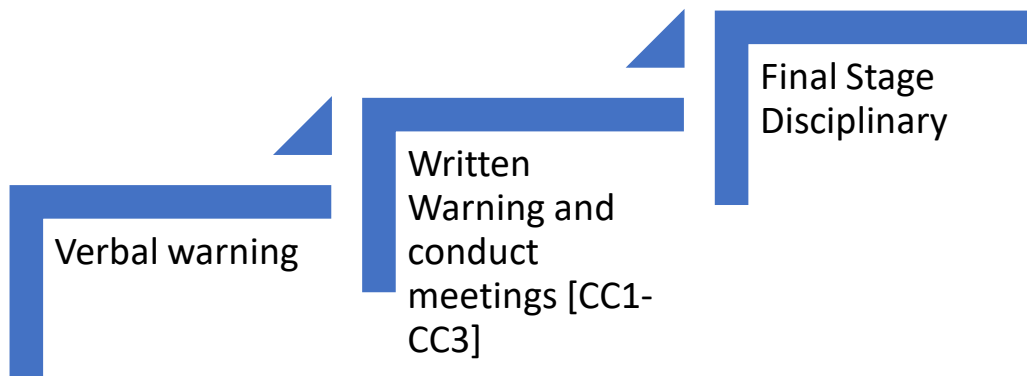 Verbal warning
Written
Warning and
conduct
meetings [CC1-
CC3]
Final Stage
Disciplinary